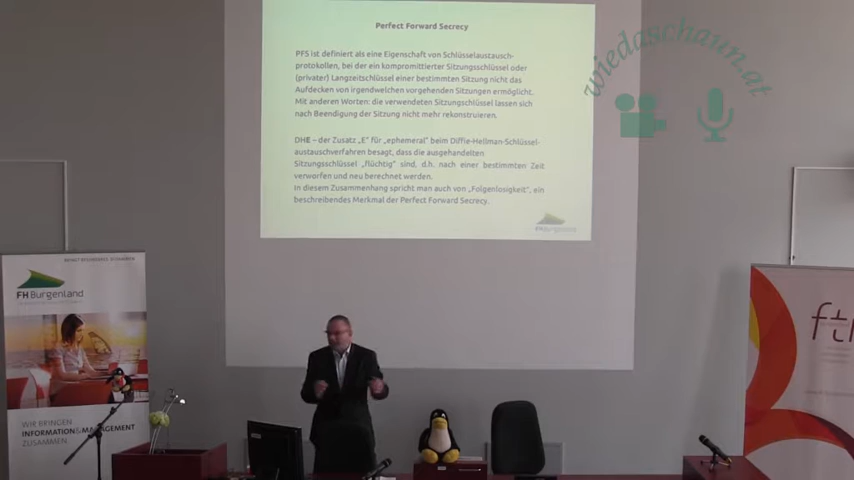 Perfect Forward Secrecy
PFS ist definiert als eine Eigenschaft von Schlüsselaustausch-
protokollen, bei der ein kompromittierter Sitzungsschlüssel oder
(privater) Langzeitschlüssel einer bestimmten Sitzung nicht das
Aufdecken von irgendwelchen vorgehenden Sitzungen ermöglicht.
Mit anderen Worten: die verwendeten Sitzungsschlüssel lassen sich
nach Beendigung der Sitzung nicht mehr rekonstruieren.
DHE – der Zusatz „E" für „ephemeral" beim Diffie-Hellman-Schlüssel-
austauschverfahren besagt, dass die ausgehandelten
Sitzungsschlüssel „flüchtig" sind, d.h. nach einer bestimmten Zeit
verworfen und neu berechnet werden.
In diesem Zusammenhang spricht man auch von „Folgenlosigkeit", ein
beschreibendes Merkmal der Perfect Forward Secrecy.
FH Burgenland
wiedaschaun.at
FH Burgenland
WIR BRINGEN
INFORMATION & MANAGEMENT
ZUSAMMEN